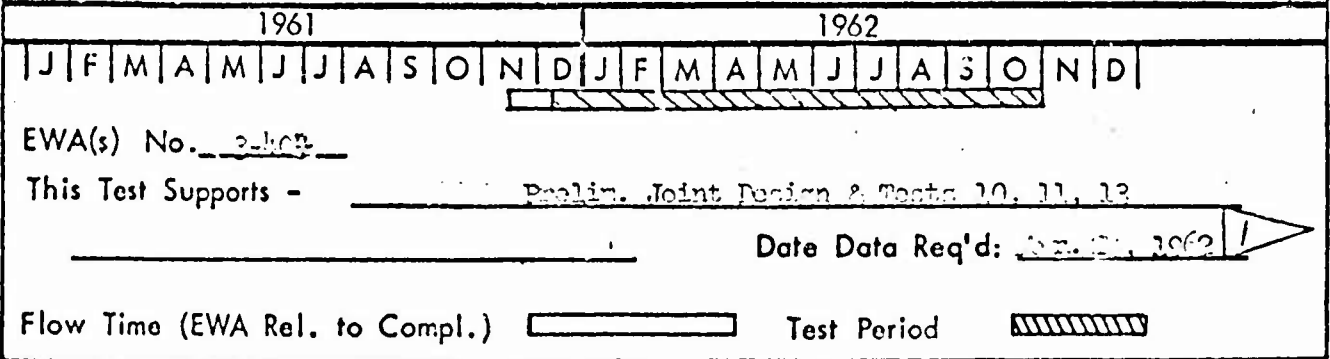 1961 1962
J F M A M J J A S O N D J F M A M J J A S O N D
EWA(s) No.
This Test Supports - Prelim. Joint Design & Tests 10, 11, 13
Date Data Req'd: 1962 1
Flow Time (EWA Rel. to Compl.) Test Period